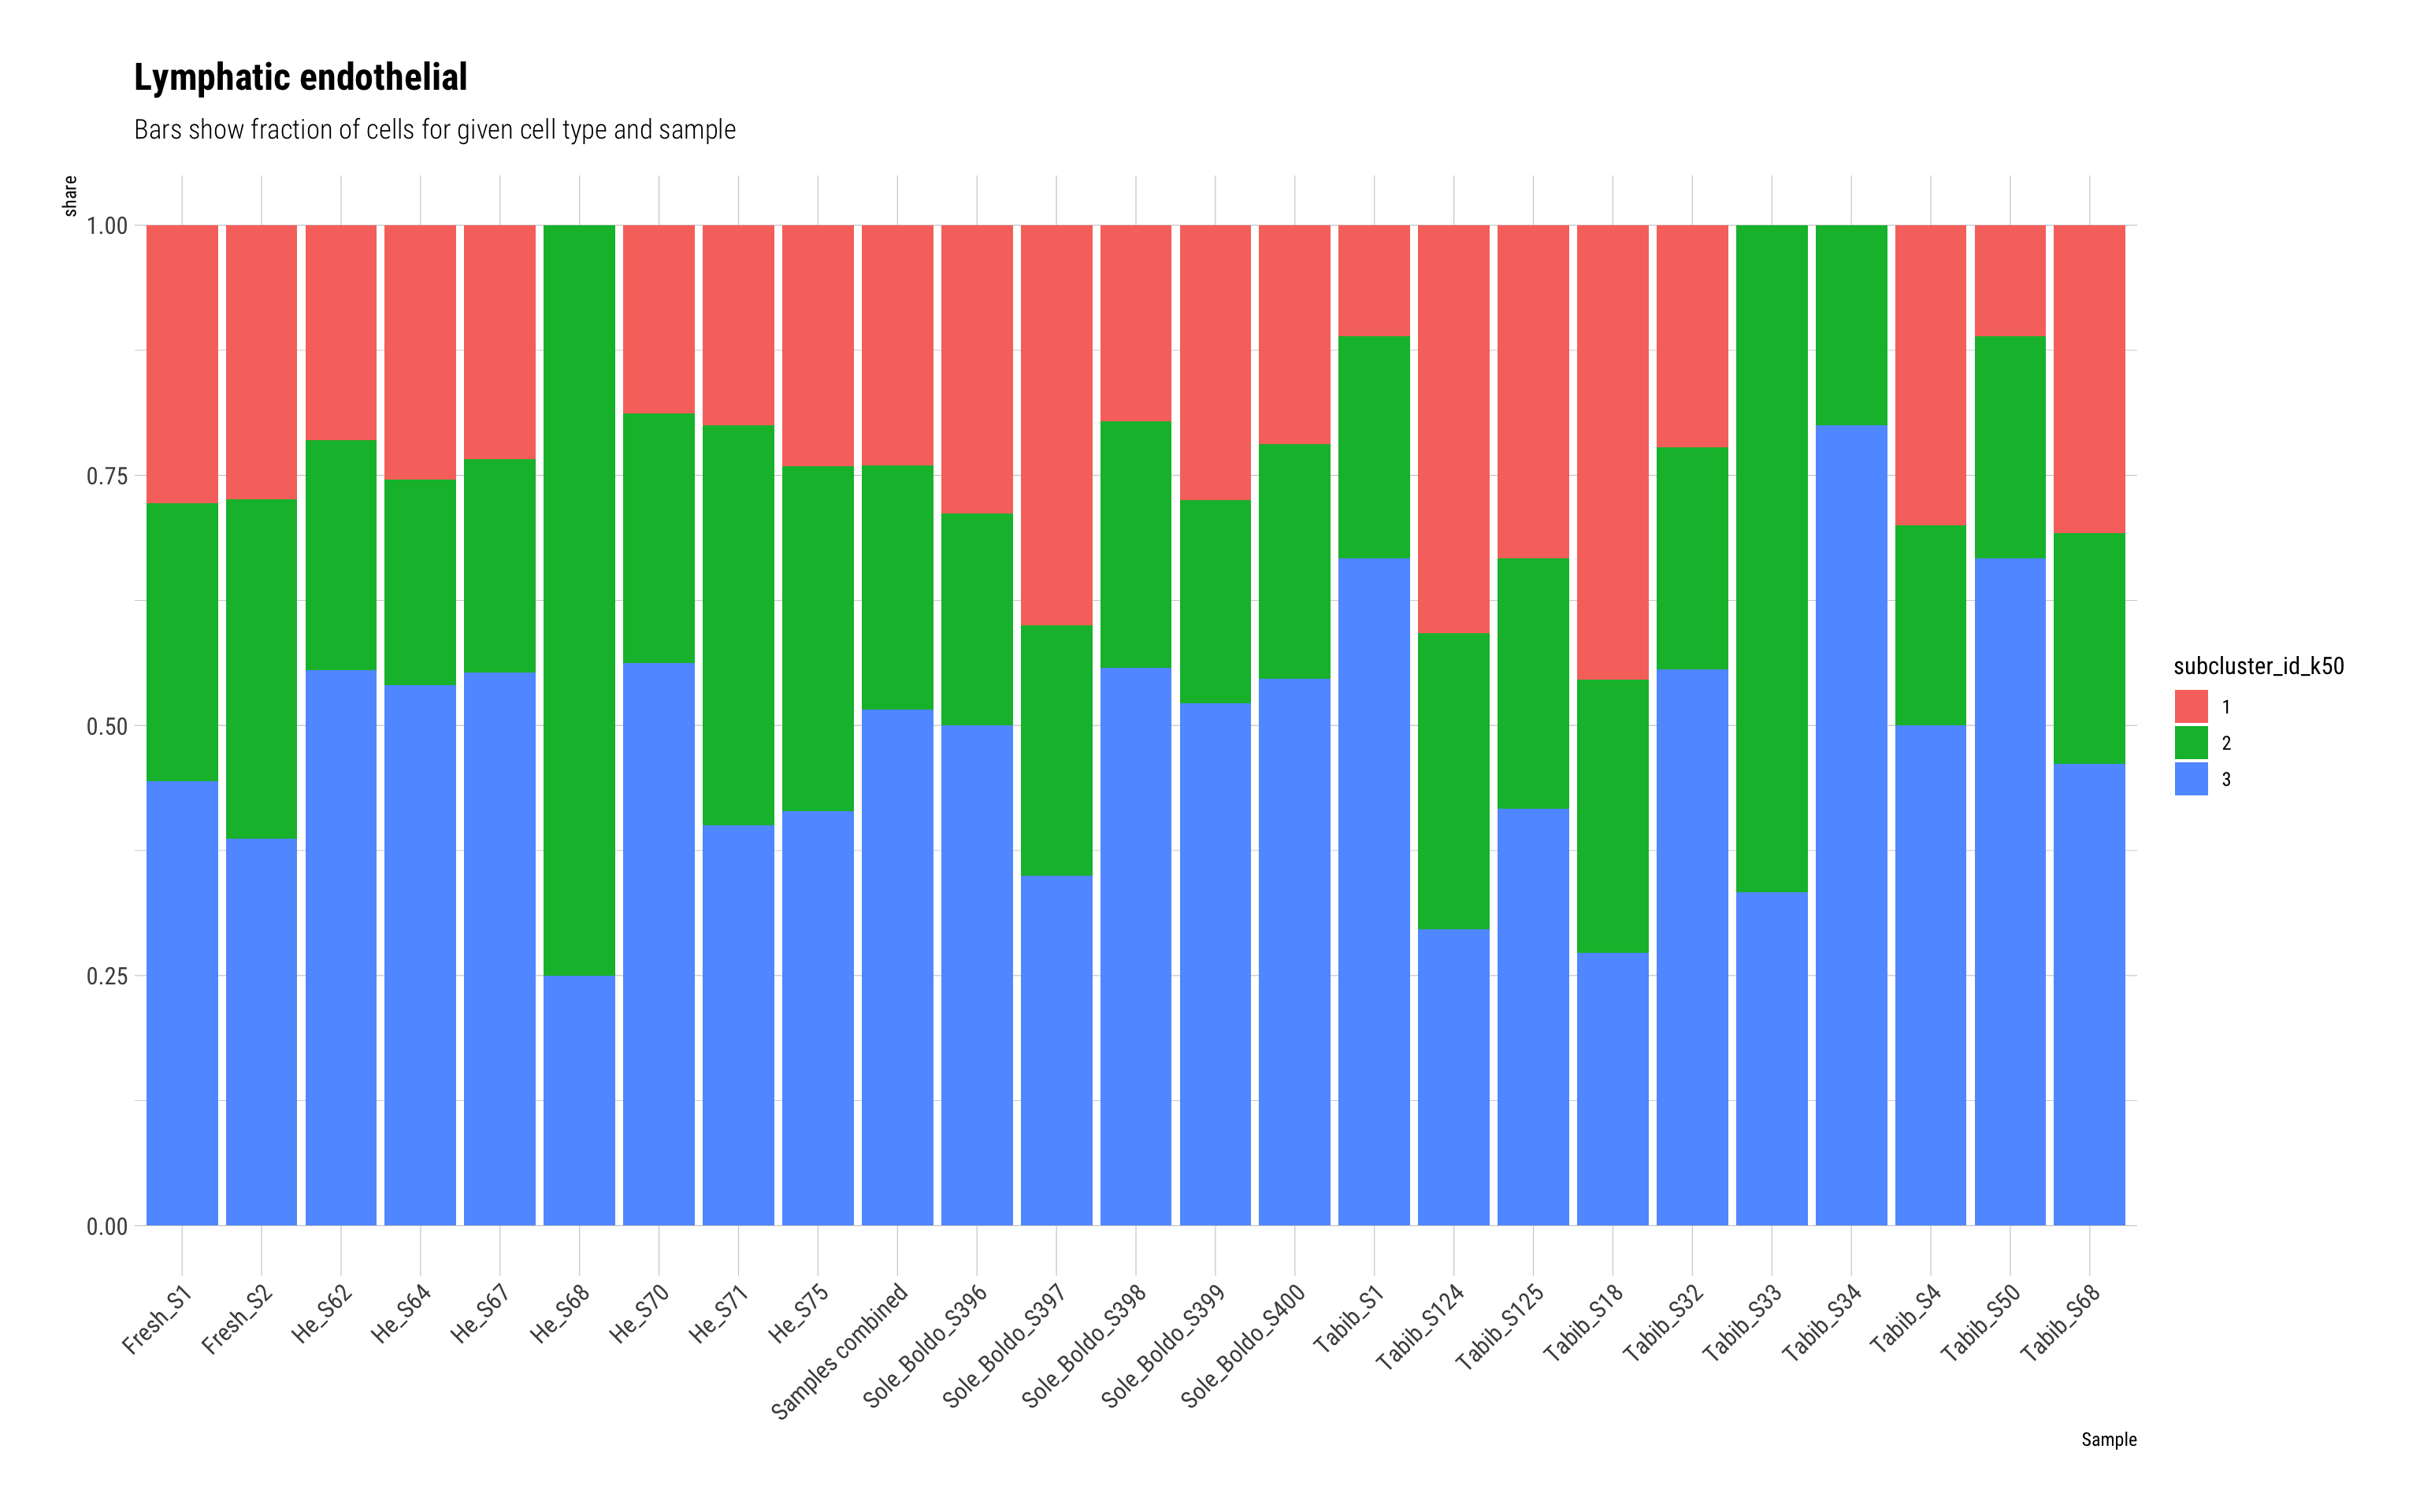 Lymphatic endothelial
Bars show fraction of cells for given cell type and sample
share
1.00
0.75
0.50
0.25
0.00
Fresh_S1
Fresh_S2
He_S62
He_S64
He_S67
He_S68
He_S70
He_S71
He_S75
Samples combined
Sole_Boldo_S396
Sole_Boldo_S397
Sole_Boldo_S398
Sole_Boldo_S399
Sole_Boldo_S400
Tabib_S1
Tabib_S124
Tabib_S125
Tabib_S18
Tabib_S32
Tabib_S33
Tabib_S34
Tabib_S4
Tabib_S50
Tabib_S68
Sample
subcluster_id_k50
1
2
3